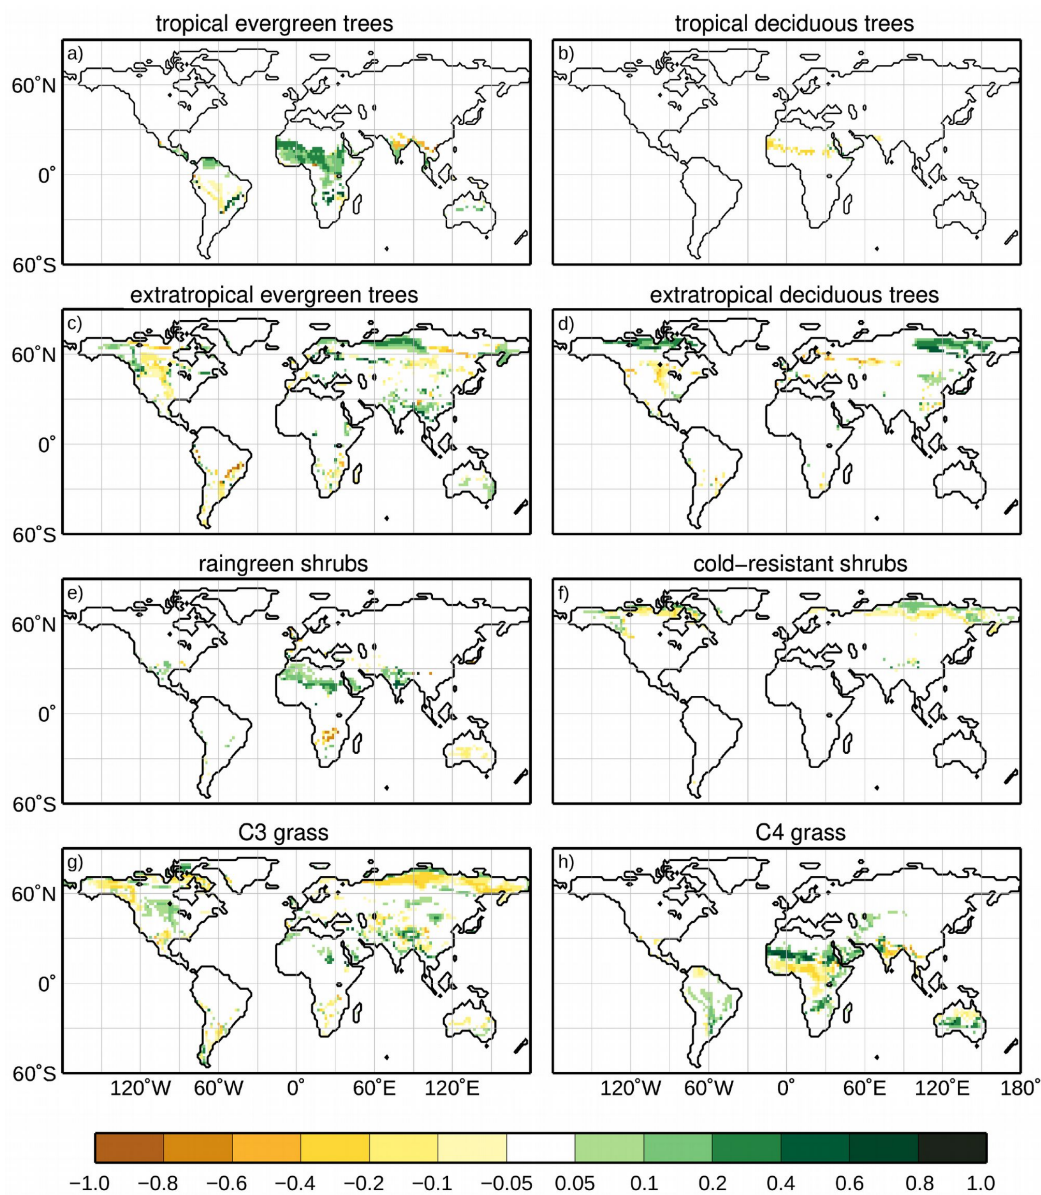 tropical evergreen trees
tropical deciduous trees
a)
b)
60°N
0°
60°S
extratropical evergreen trees
extratropical deciduous trees
c)
d)
60°N
0°
60°S
raingreen shrubs
cold−resistant shrubs
e)
f)
60°N
0°
60°S
C3 grass
C4 grass
g)
h)
60°N
0°
60°S
120°W 60°W 0° 60°E 120°E 120°W 60°W 0° 60°E 120°E 180°
−1.0 −0.8 −0.6 −0.4 −0.2 −0.1 −0.05 0.05 0.1 0.2 0.4 0.6 0.8 1.0